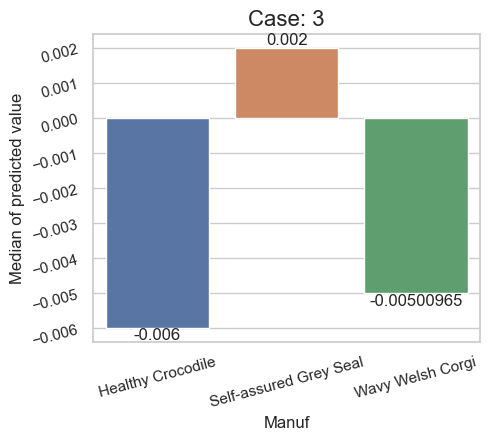 Case: 3
0.002
0.002
0.001
0.000
−0.001
−0.002
−0.003
−0.004
−0.005
−0.006
Median of predicted value
-0.00500965
-0.006
Healthy Crocodile
Self-assured Grey Seal
Wavy Welsh Corgi
Manuf